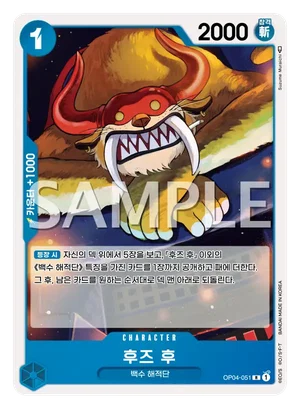 1
2000
참격
斬
Suzume Muraichi
카운터 +1000
SAMPLE
등장 시 자신의 덱 위에서 5장을 보고, 「후즈 후」 이외의
《백수 해적단》 특징을 가진 카드를 1장까지 공개하고 패에 더한다.
그 후, 남은 카드를 원하는 순서대로 덱 맨 아래로 되돌린다.
CHARACTER
후즈 후
백수 해적단
OP04-051
1